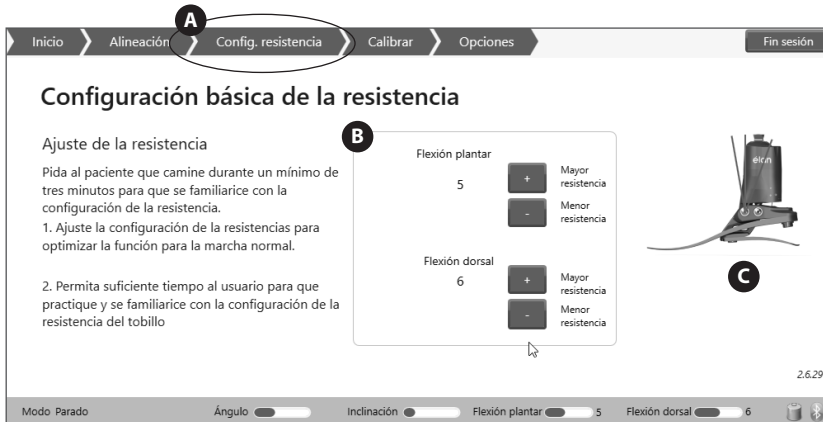 A
Inicio
Alineación
Config. resistencia
Calibrar
Opciones
Fin sesión
Configuración básica de la resistencia
Ajuste de la resistencia
Pida al paciente que camine durante un mínimo de
tres minutos para que se familiarice con la
configuración de la resistencia.
1. Ajuste la configuración de la resistencias para
optimizar la función para la marcha normal.
2. Permita suficiente tiempo al usuario para que
practique y se familiarice con la configuración de la
resistencia del tobillo
B
Flexión plantar
5
+
Mayor
resistencia
-
Menor
resistencia
Flexión dorsal
6
+
Mayor
resistencia
-
Menor
resistencia
élan
C
2.6.29
Modo Parado
Ángulo
Inclinación
Flexión plantar 5
Flexión dorsal 6